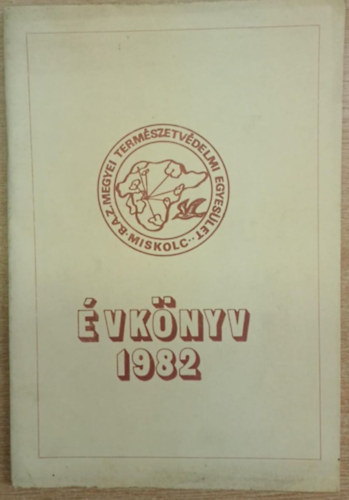 B.A.Z. MEGYEI TERMÉSZETVÉDELMI EGYESÜLET
MISKOLC
ÉVKÖNYV
1982